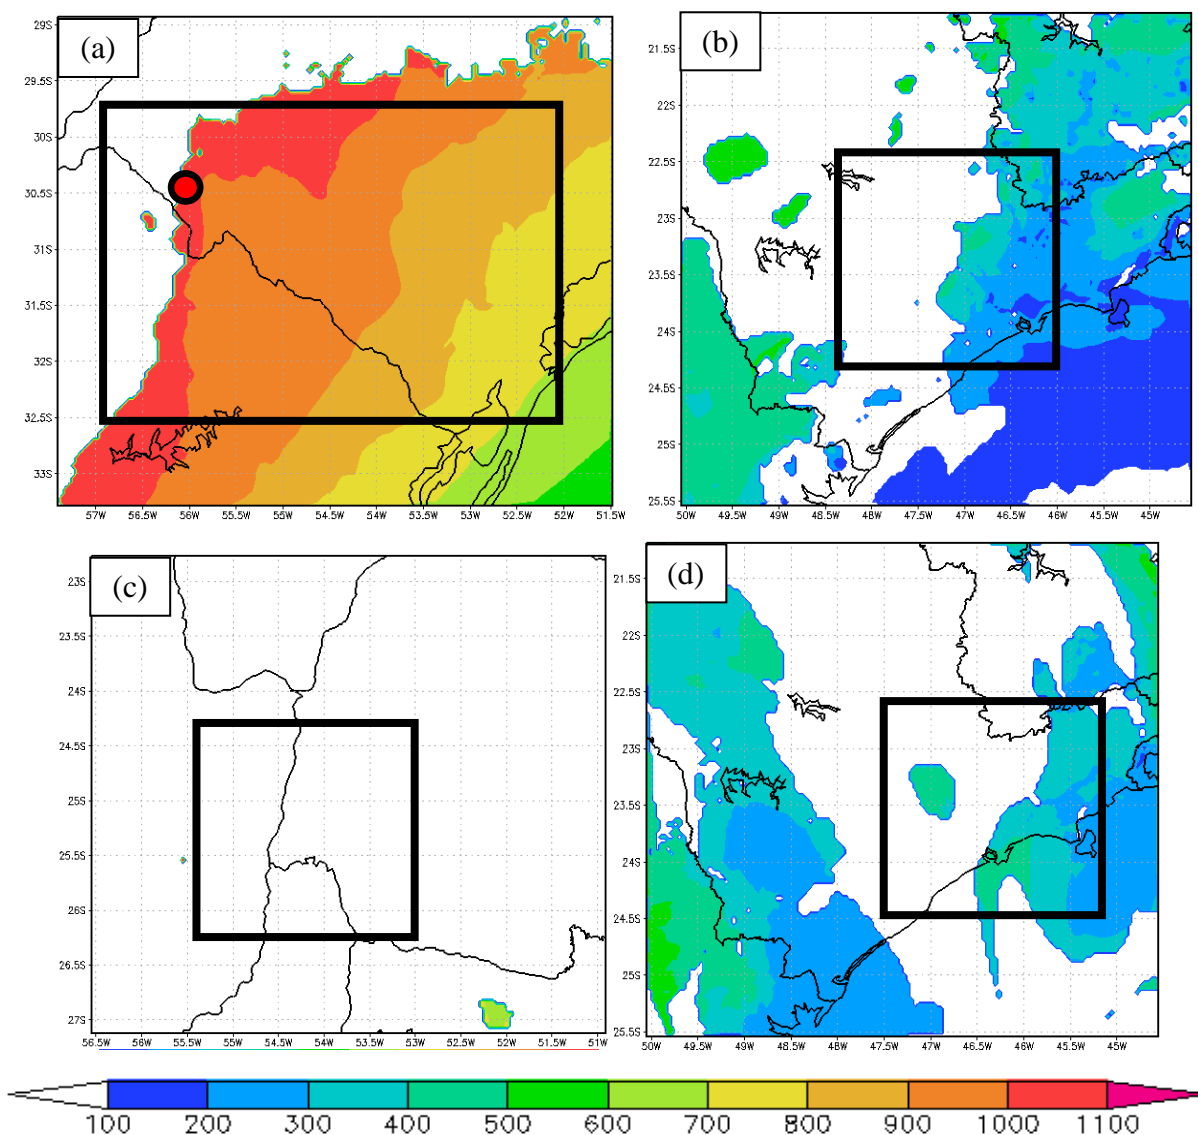 (a)
29S
29.5S
30S
30.5S
31S
31.5S
32S
32.5S
33S
57W 56.5W 56W 55.5W 55W 54.5W 54W 53.5W 53W 52.5W 52W 51.5W
(b)
21.5S
22S
22.5S
23S
23.5S
24S
24.5S
25S
25.5S
50W 49.5W 49W 48.5W 48W 47.5W 47W 46.5W 46W 45.5W 45W
(c)
23S
23.5S
24S
24.5S
25S
25.5S
26S
26.5S
27S
56.5W 56W 55.5W 55W 54.5W 54W 53.5W 53W 52.5W 52W 51.5W 51W
(d)
21.5S
22S
22.5S
23S
23.5S
24S
24.5S
25S
25.5S
50W 49.5W 49W 48.5W 48W 47.5W 47W 46.5W 46W 45.5W 45W
100 200 300 400 500 600 700 800 900 1000 1100